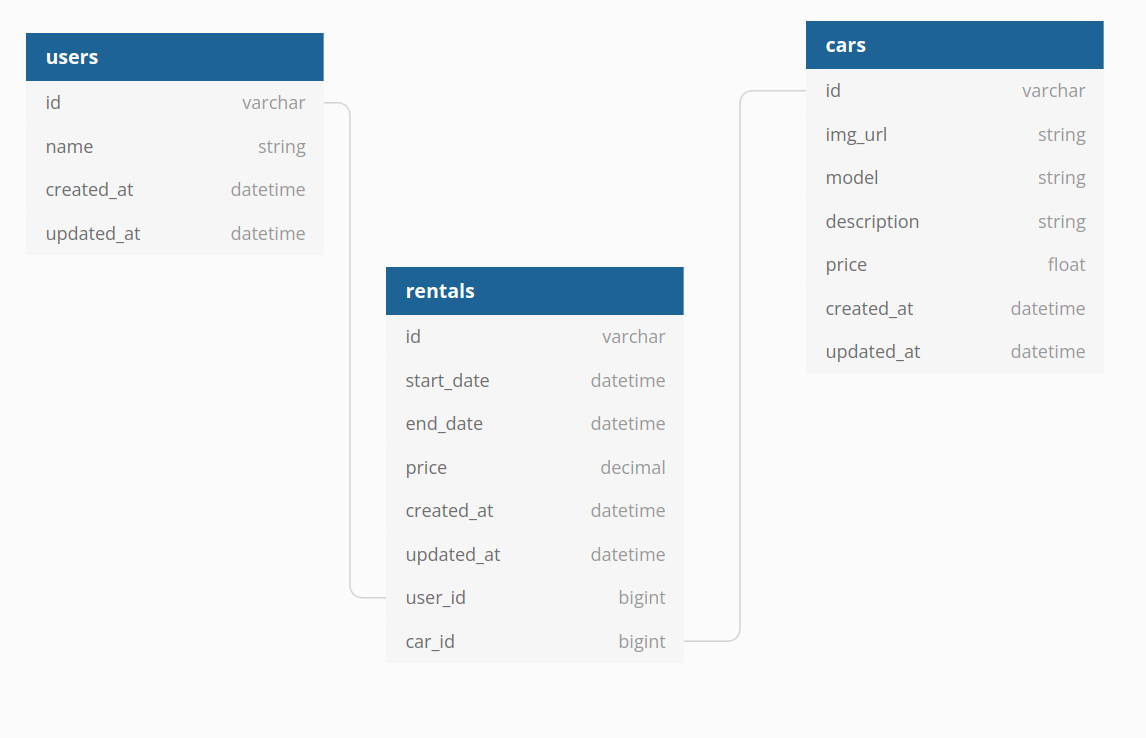 users
id varchar
name string
created_at datetime
updated_at datetime
rentals
id varchar
start_date datetime
end_date datetime
price decimal
created_at datetime
updated_at datetime
user_id bigint
car_id bigint
cars
id varchar
img_url string
model string
description string
price float
created_at datetime
updated_at datetime